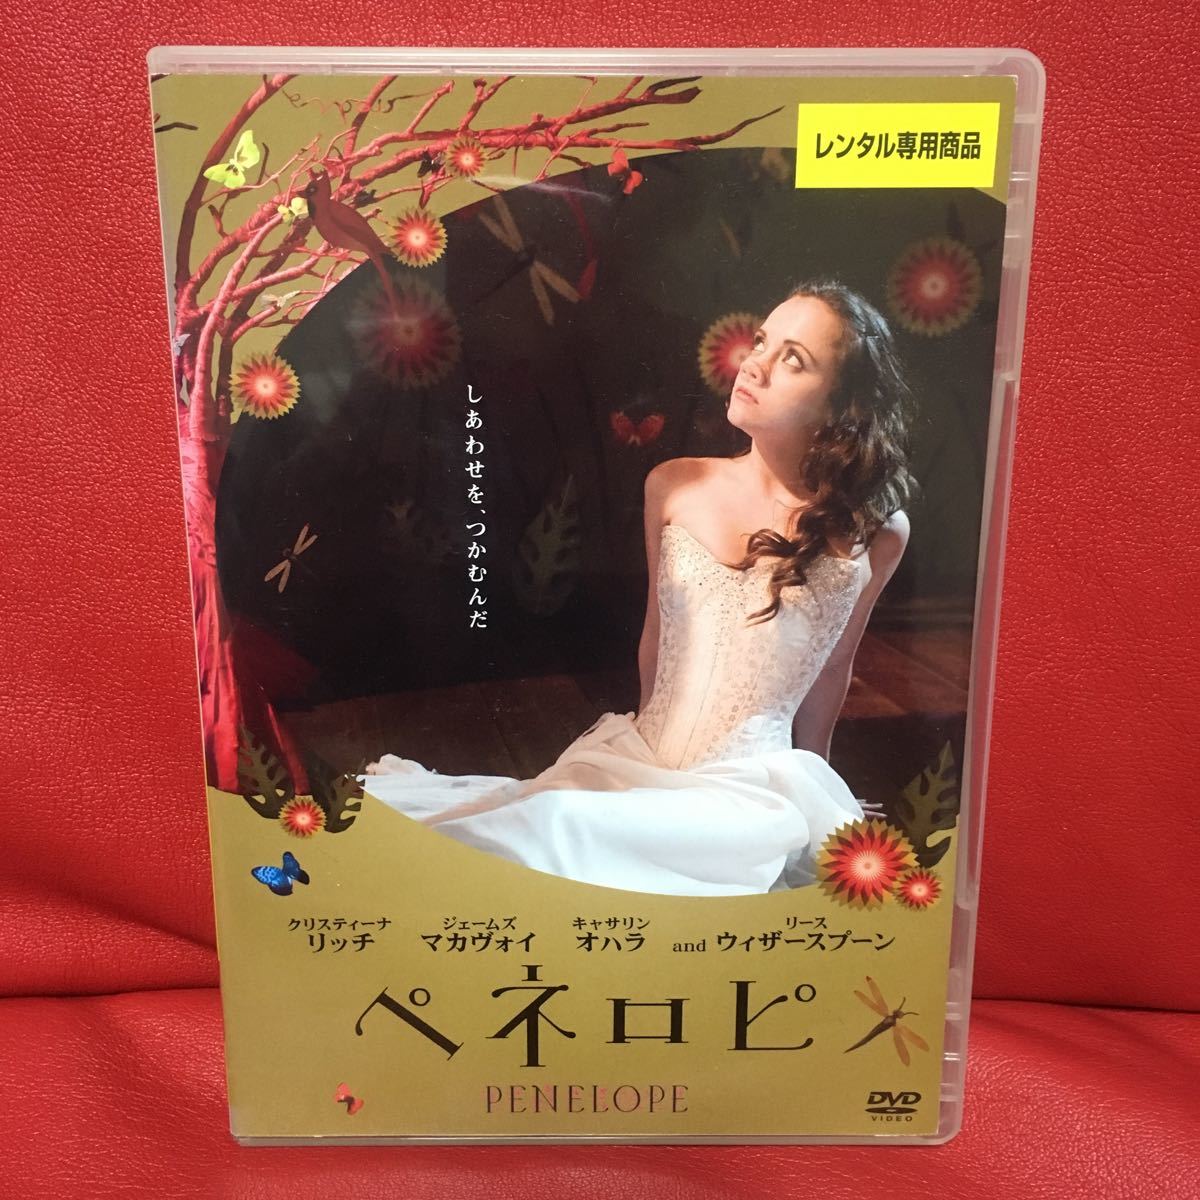 レンタル専用商品
しあわせを、つかむんだ
クリスティーナ リッチ
ジェームズ マカヴォイ
キャサリン オハラ
and リース ウィザースプーン
ペネロピ
PENELOPE
DVD
VIDEO